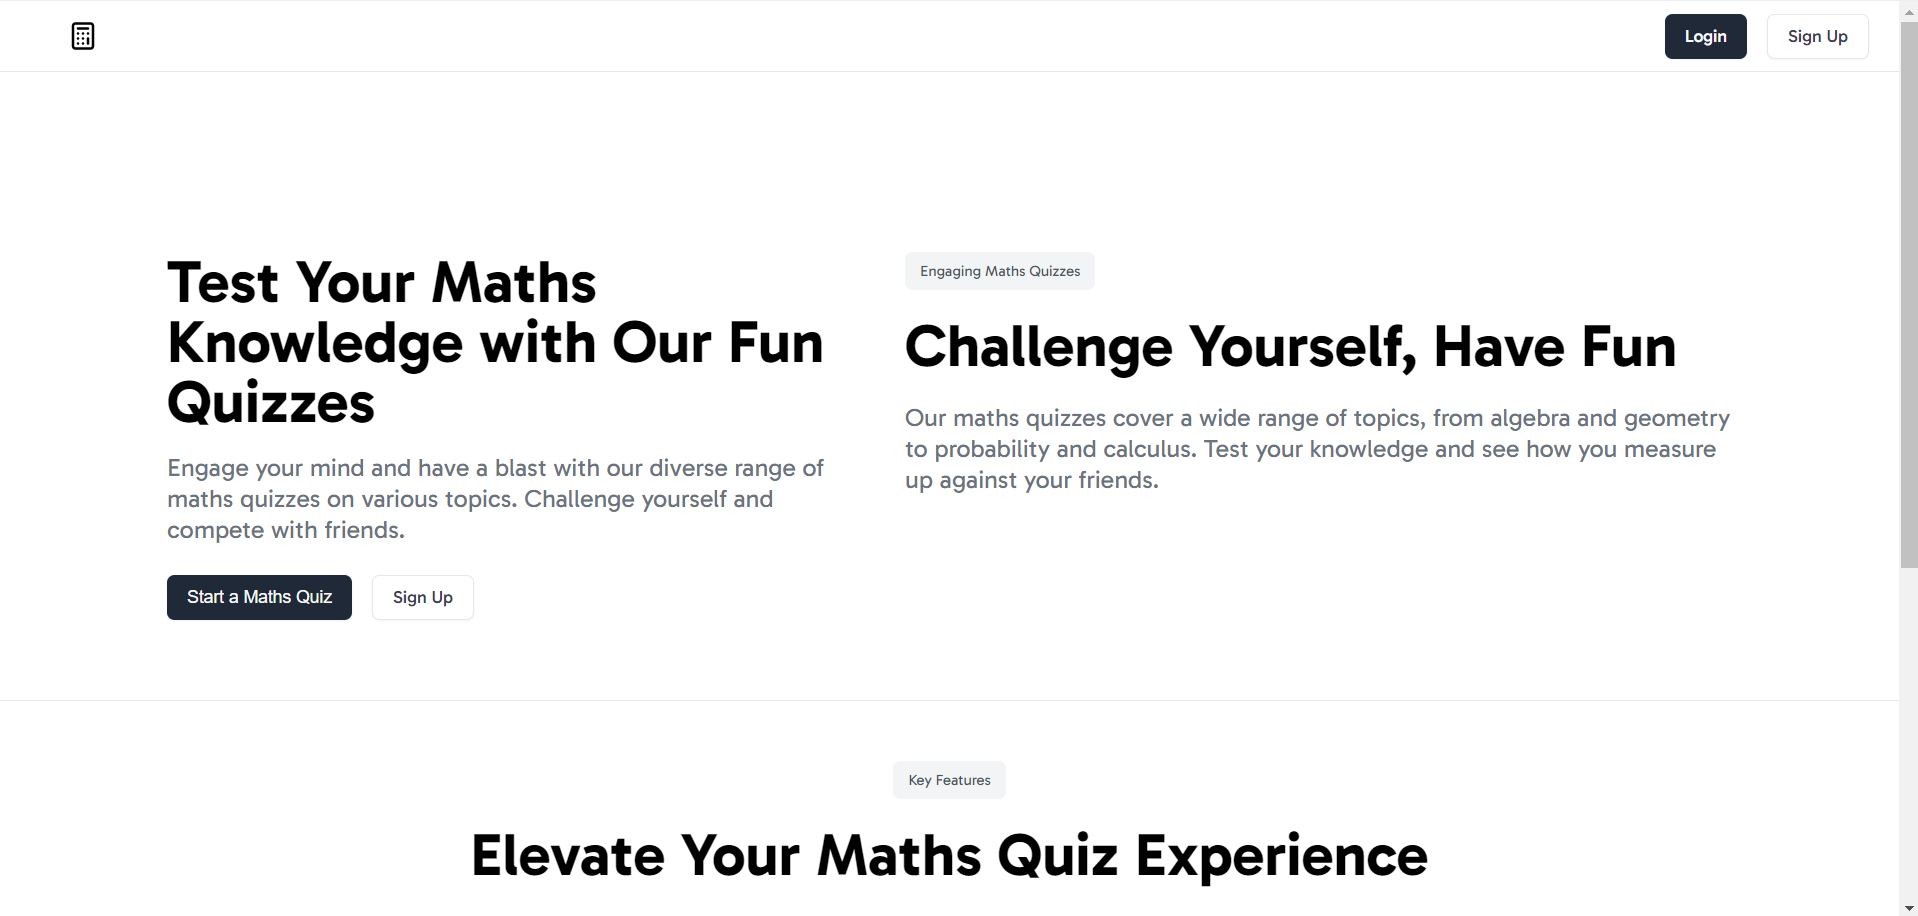 Login
Sign Up
Test Your Maths
Knowledge with Our Fun
Quizzes
Engage your mind and have a blast with our diverse range of
maths quizzes on various topics. Challenge yourself and
compete with friends.
Start a Maths Quiz
Sign Up
Engaging Maths Quizzes
Challenge Yourself, Have Fun
Our maths quizzes cover a wide range of topics, from algebra and geometry
to probability and calculus. Test your knowledge and see how you measure
up against your friends.
Key Features
Elevate Your Maths Quiz Experience